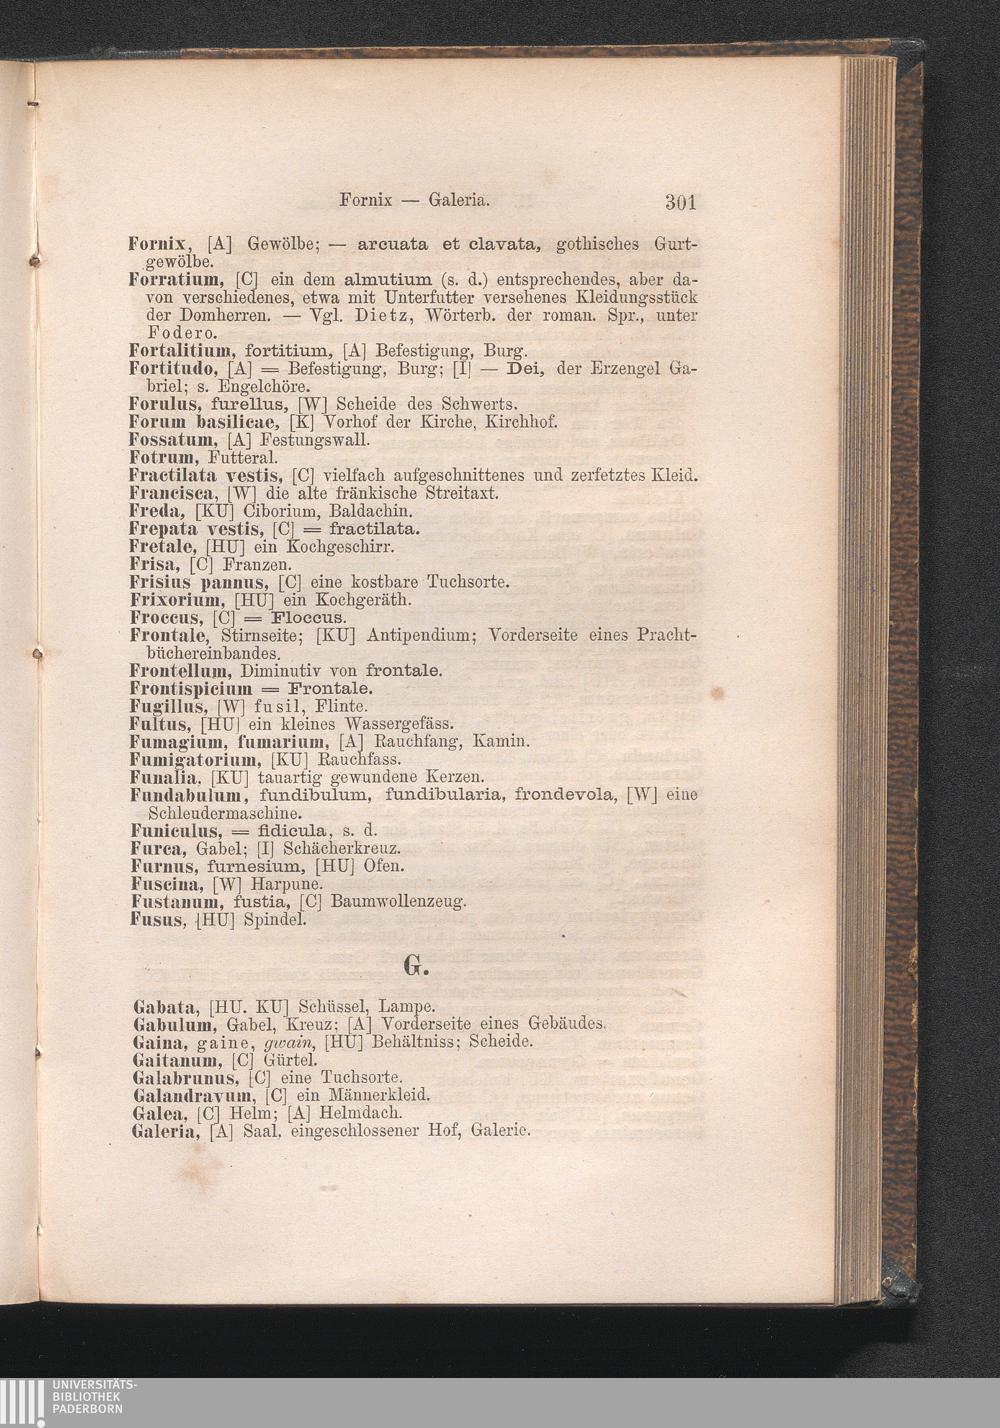 Fornix — Galeria. 301
Fornix, [A] Gewölbe; — arcuata et clavata, gothisches Gurt-
gewölbe.
Forratium, [C] ein dem almutium (s. d.) entsprechendes, aber da-
von verschiedenes, etwa mit Unterfutter versehenes Kleidungsstück
der Domherren. — Vgl. Dietz, Wörterb. der roman. Spr., unter
Fodero.
Fortalitium, fortitium, [A] Befestigung, Burg.
Fortitudo, [A] = Befestigung, Burg; [I] — Dei, der Erzengel Ga-
briel; s. Engelchöre.
Forulus, furellus, [W] Scheide des Schwerts.
Forum basilicae, [K] Vorhof der Kirche, Kirchhof.
Fossatum, [A] Festungswall.
Fotrum, Futteral.
Fractilata vestis, [C] vielfach aufgeschnittenes und zerfetztes Kleid.
Francisca, [W] die alte fränkische Streitaxt.
Freda, [KU] Ciborium, Baldachin.
Frepata vestis, [C] = fractilata.
Fretale, [HU] ein Kochgeschirr.
Frisa, [C] Franzen.
Frisius pannus, [C] eine kostbare Tuchsorte.
Frixorium, [HU] ein Kochgeräth.
Froccus, [C] = Floccus.
Frontale, Stirnseite; [KU] Antipendium; Vorderseite eines Pracht-
büchereinbandes.
Frontellum, Diminutiv von frontale.
Frontispicium = Frontale.
Fugillus, [W] fusil, Flinte.
Fultus, [HU] ein kleines Wassergefäss.
Fumagium, fumarium, [A] Rauchfang, Kamin.
Fumigatorium, [KU] Rauchfass.
Funalia, [KU] tauartig gewundene Kerzen.
Fundabulum, fundibulum, fundibularia, frondevola, [W] eine
Schleudermaschine.
Funiculus, = fidicula, s. d.
Furca, Gabel; [I] Schächerkreuz.
Furnus, furnesium, [HU] Ofen.
Fuscina, [W] Harpune.
Fustanum, fustia, [C] Baumwollenzeug.
Fusus, [HU] Spindel.
G.
Gabata, [HU. KU] Schüssel, Lampe.
Gabulum, Gabel, Kreuz; [A] Vorderseite eines Gebäudes.
Gaina, gaine, gwain, [HU] Behältniss; Scheide.
Gaitanum, [C] Gürtel.
Galabrunus, [C] eine Tuchsorte.
Galandravum, [C] ein Männerkleid.
Galea, [C] Helm; [A] Helmdach.
Galeria, [A] Saal, eingeschlossener Hof, Galerie.
UNIVERSITÄTS-
BIBLIOTHEK
PADERBORN